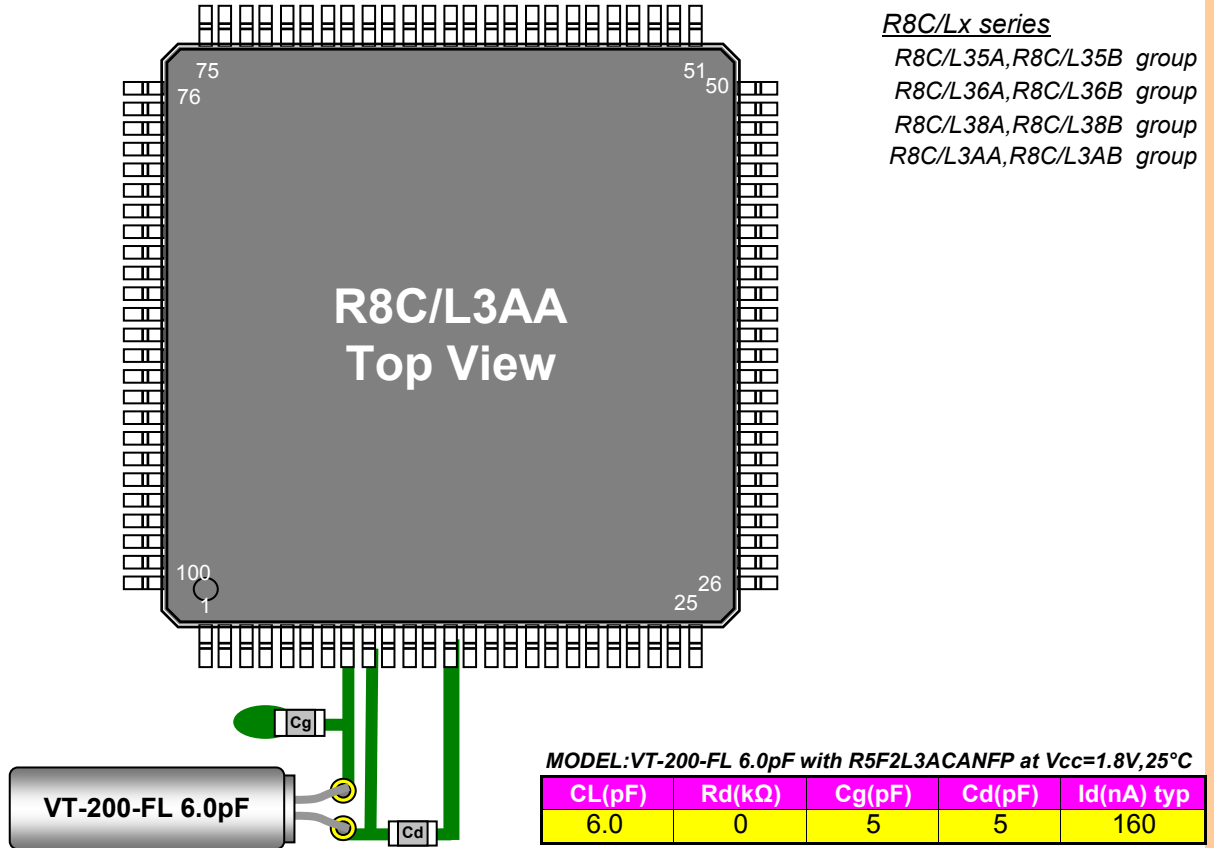 R8C/Lx series
R8C/L35A,R8C/L35B group
R8C/L36A,R8C/L36B group
R8C/L38A,R8C/L38B group
R8C/L3AA,R8C/L3AB group
75
51
76
50
R8C/L3AA
Top View
100
26
1
25
Cg
VT-200-FL 6.0pF
Cd
MODEL:VT-200-FL 6.0pF with R5F2L3ACANFP at Vcc=1.8V,25°C
CL(pF) Rd(kΩ) Cg(pF) Cd(pF) Id(nA) typ
6.0 0 5 5 160